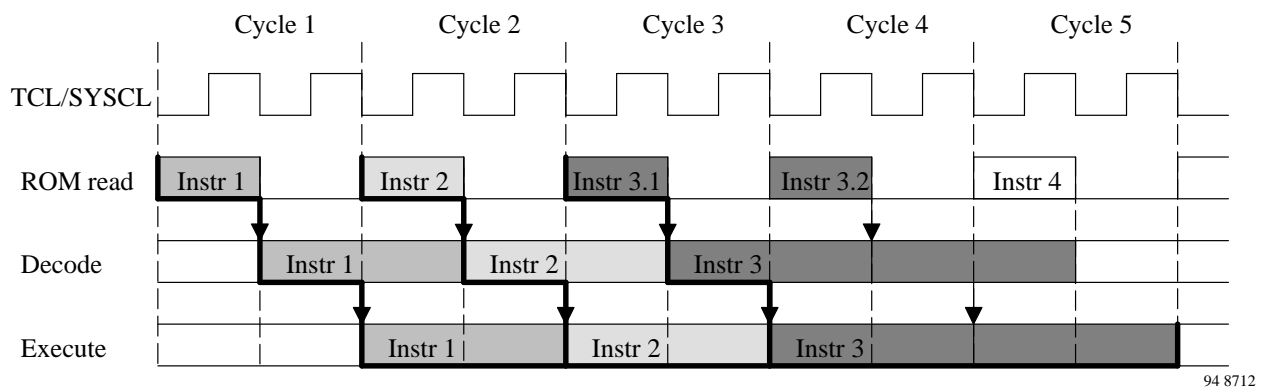 Cycle 1 Cycle 2 Cycle 3 Cycle 4 Cycle 5
TCL/SYSCL
ROM read Instr 1 Instr 2 Instr 3.1 Instr 3.2 Instr 4
Decode Instr 1 Instr 2 Instr 3
Execute Instr 1 Instr 2 Instr 3
94 8712